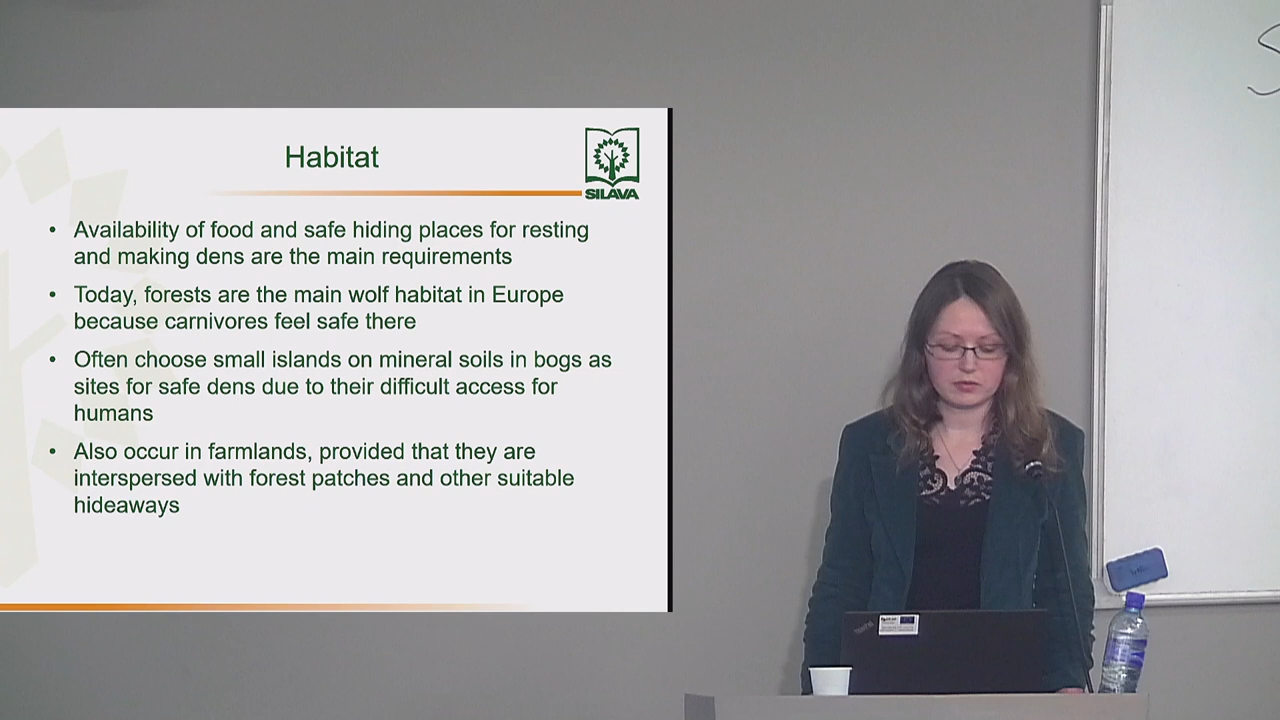 Habitat
SILAVA
• Availability of food and safe hiding places for resting
and making dens are the main requirements
• Today, forests are the main wolf habitat in Europe
because carnivores feel safe there
• Often choose small islands on mineral soils in bogs as
sites for safe dens due to their difficult access for
humans
• Also occur in farmlands, provided that they are
interspersed with forest patches and other suitable
hideaways
ThinkPad